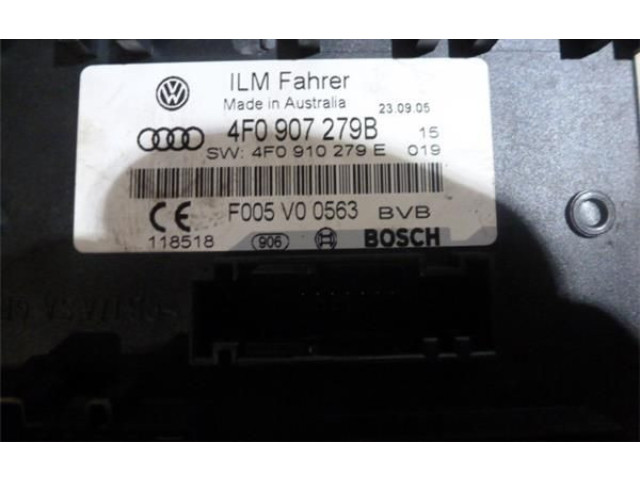 ILM Fahrer
Made in Australia 23.09.05
4F0 907 279B 15
SW: 4F0 910 279 E 019
CE F005 V0 0563 BVB
118518 906 BOSCH